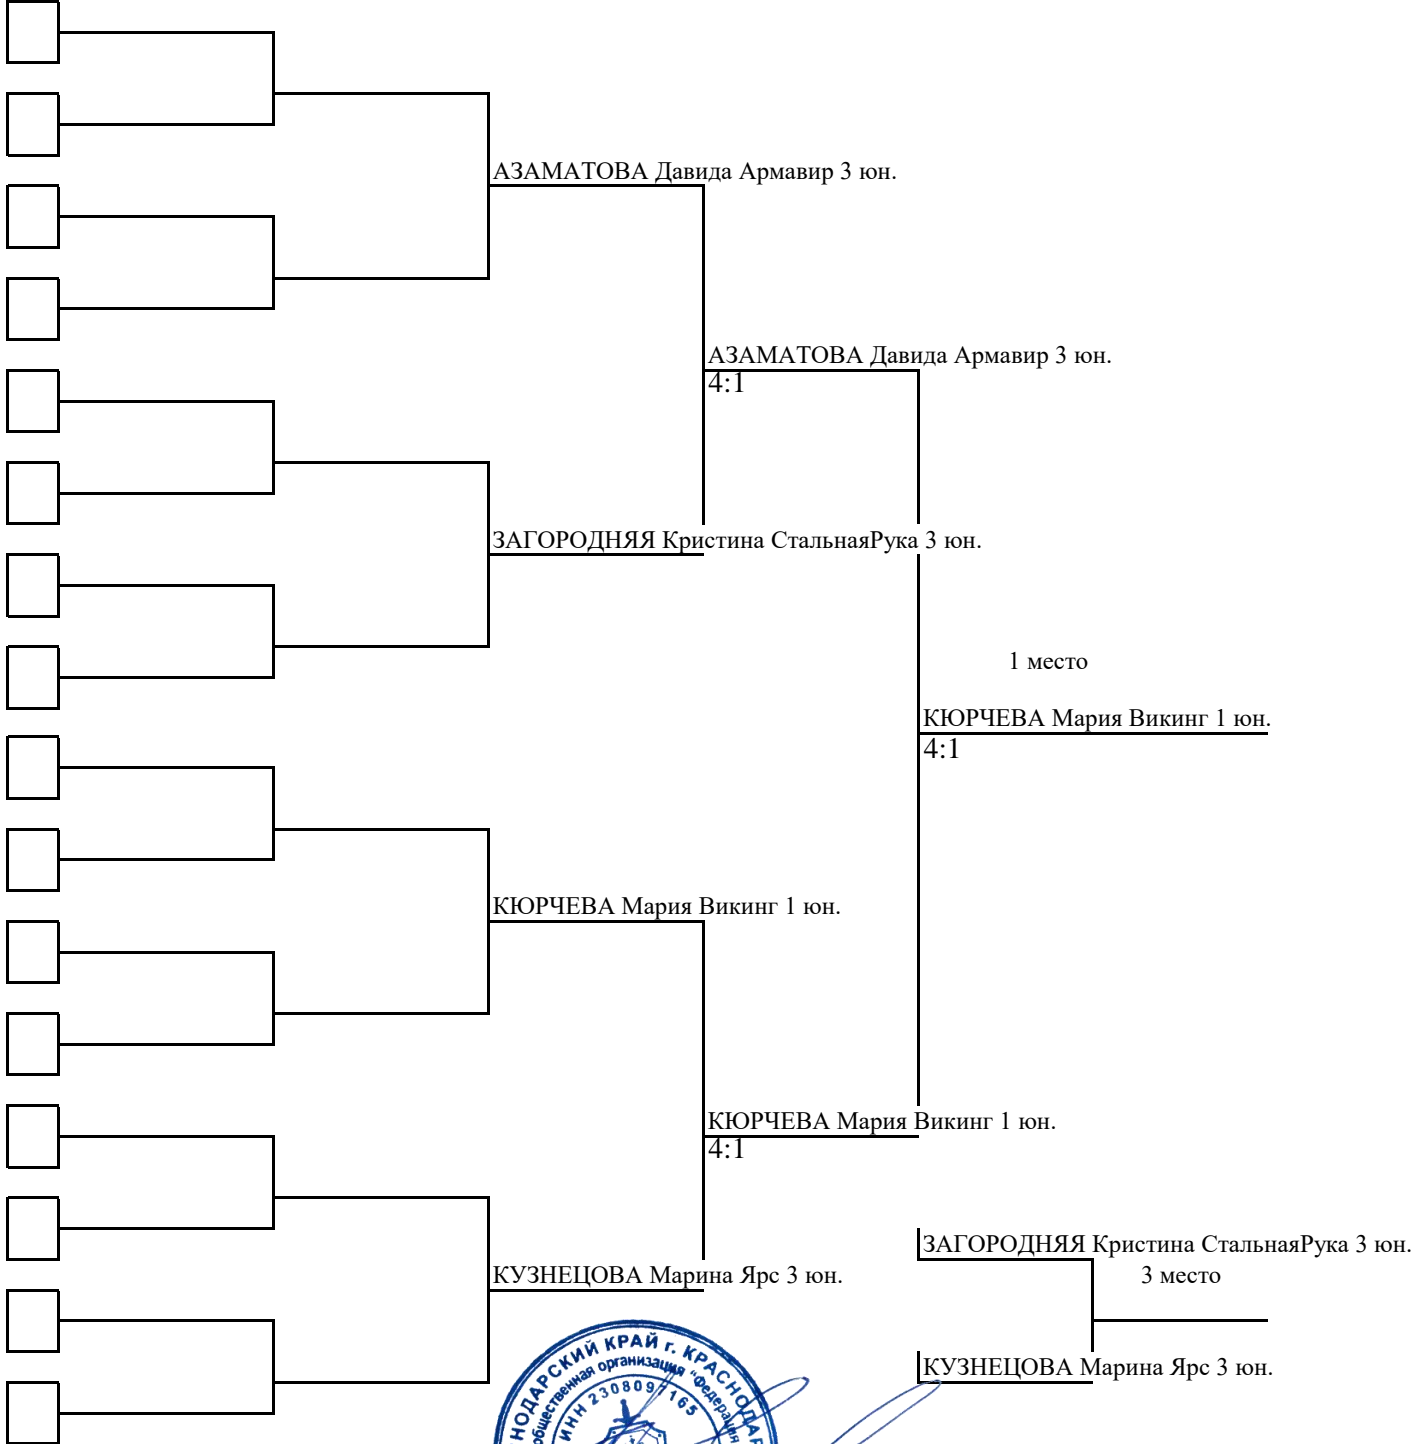 АЗАМАТОВА Давида Армавир 3 юн.
АЗАМАТОВА Давида Армавир 3 юн.
4:1
ЗАГОРОДНЯЯ Кристина СтальнаяРука 3 юн.
1 место
КЮРЧЕВА Мария Викинг 1 юн.
4:1
КЮРЧЕВА Мария Викинг 1 юн.
КЮРЧЕВА Мария Викинг 1 юн.
4:1
ЗАГОРОДНЯЯ Кристина СтальнаяРука 3 юн.
КУЗНЕЦОВА Марина Ярс 3 юн.
3 место
КУЗНЕЦОВА Марина Ярс 3 юн.
КРАЙ г.
общественная организация "Федерация
ИНН 2308097165